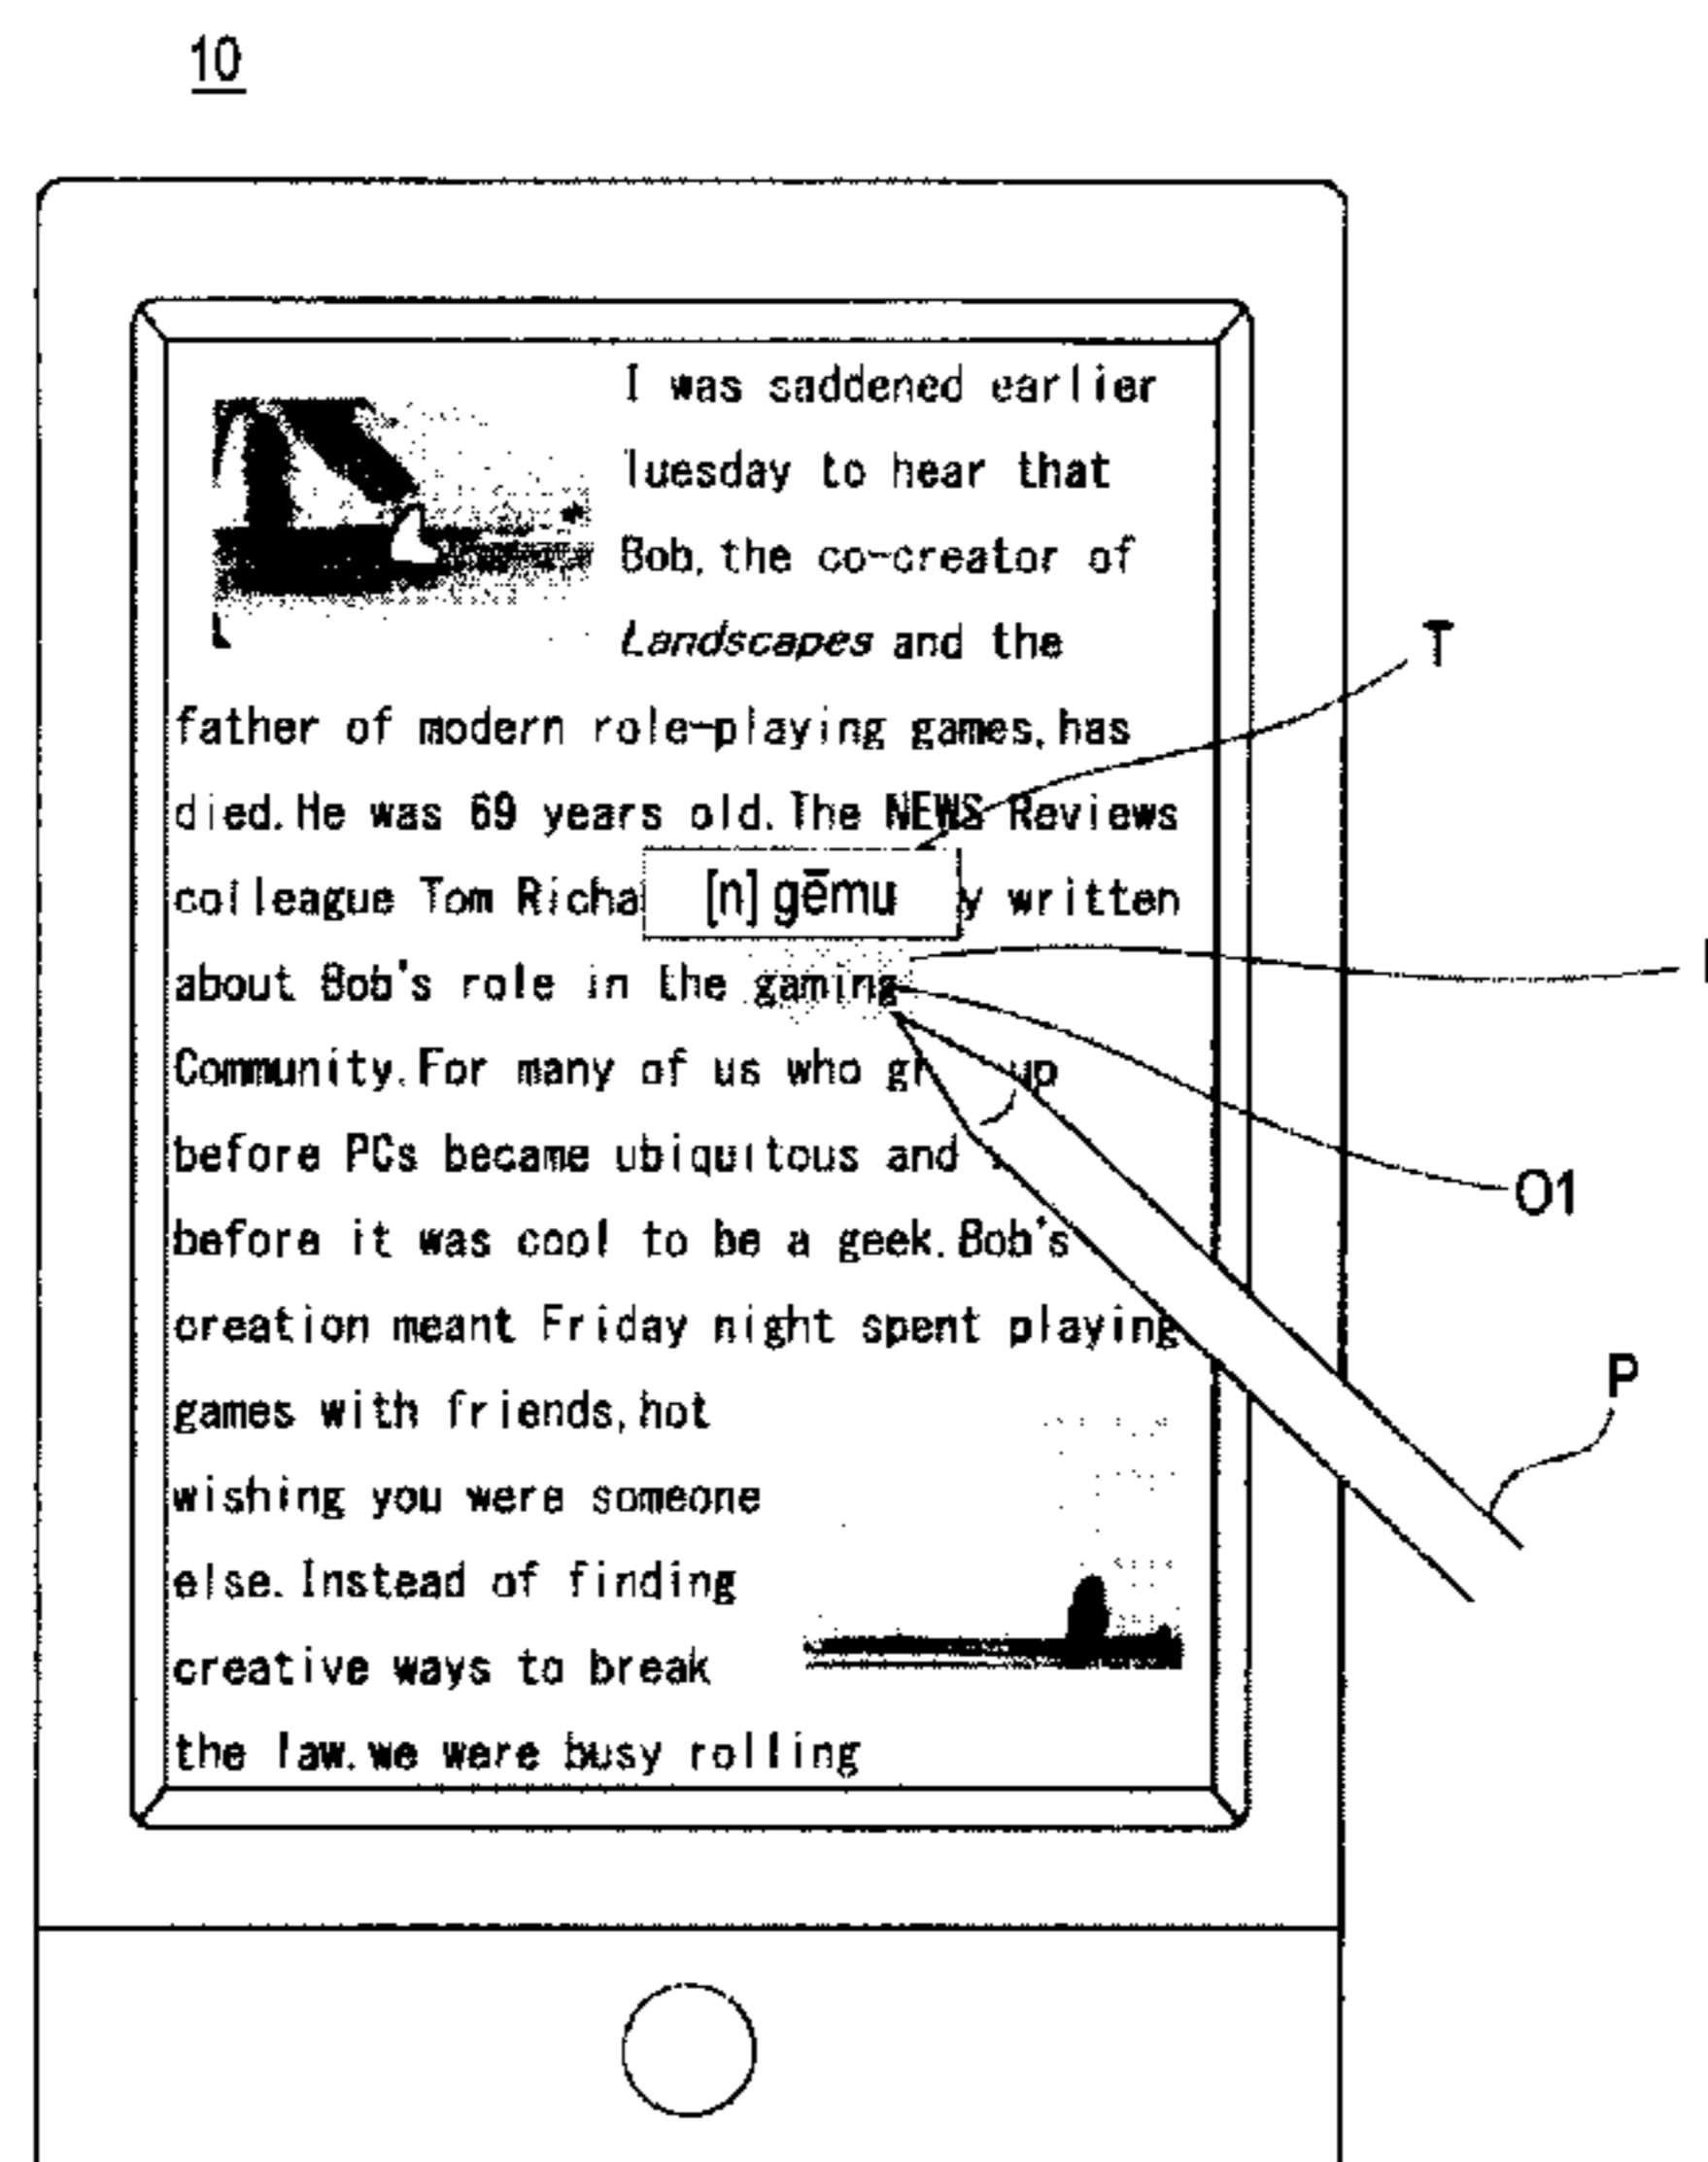 10
I was saddened earlier
Tuesday to hear that
Bob, the co-creator of
Landscapes and the
T
father of modern role-playing games, has
died. He was 69 years old. The NEWS Reviews
colleague Tom Richa [n] gēmu y written
about Bob's role in the gaming
Community. For many of us who gr up
before PCs became ubiquitous and
O1
before it was cool to be a geek. Bob's
creation meant Friday night spent playing
P
games with friends, hot
wishing you were someone
else. Instead of finding
creative ways to break
the law. we were busy rolling